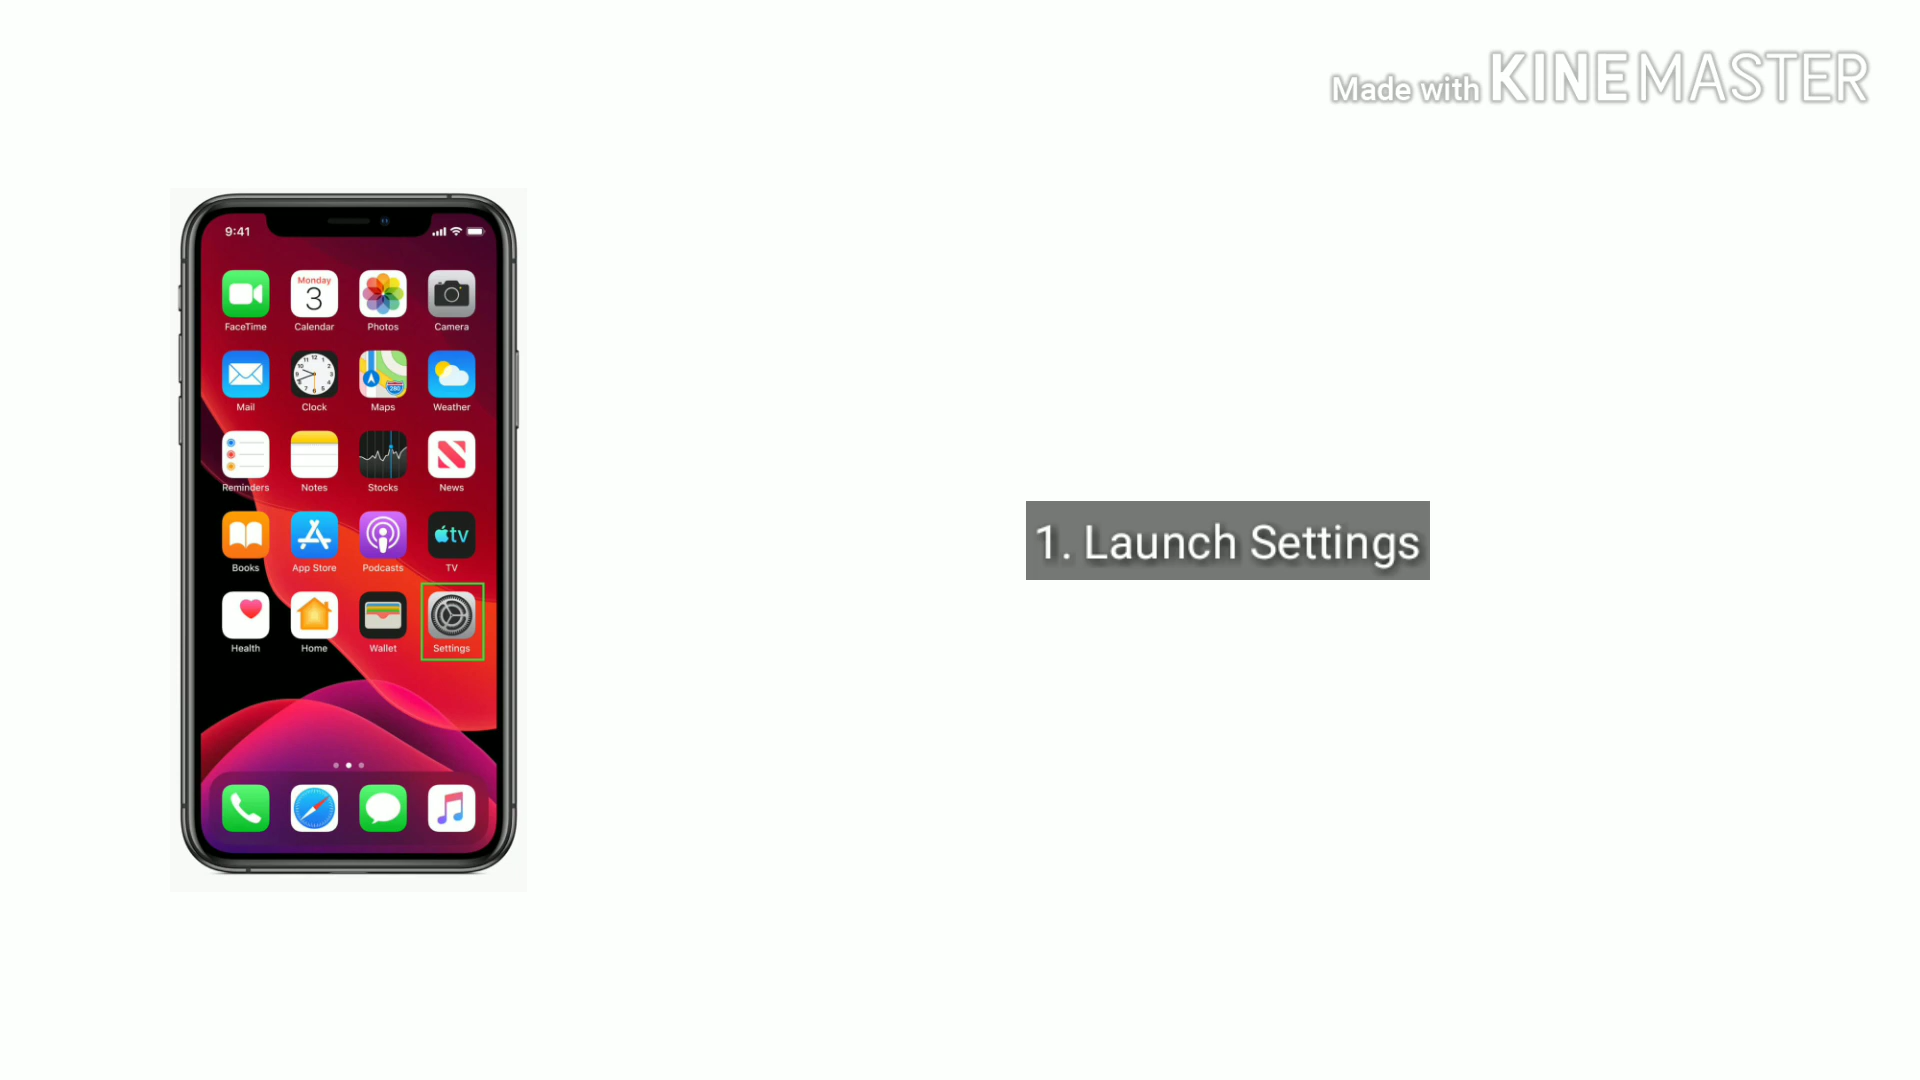 Made with KINEMASTER
9:41
Monday
3
FaceTime Calendar Photos Camera
Mail Clock Maps Weather
Reminders Notes Stocks News
tv
Books App Store Podcasts TV
Health Home Wallet Settings
1. Launch Settings